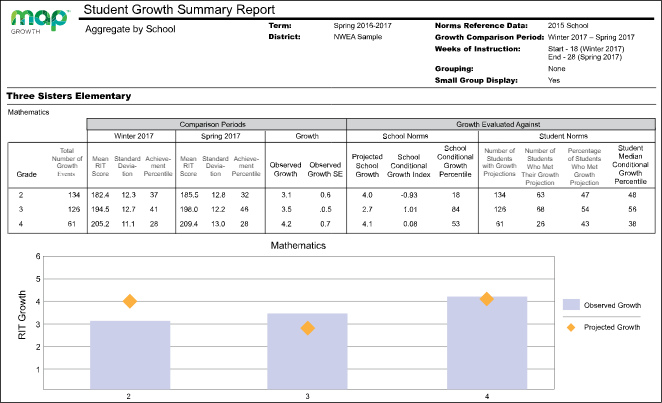 map
GROWTH
Student Growth Summary Report
Aggregate by School
Term: Spring 2016-2017
District: NWEA Sample
Norms Reference Data: 2015 School
Growth Comparison Period: Winter 2017 – Spring 2017
Weeks of Instruction: Start - 18 (Winter 2017)
End - 28 (Spring 2017)
Grouping: None
Small Group Display: Yes
Three Sisters Elementary
Mathematics
Comparison Periods Growth Evaluated Against
Winter 2017 Spring 2017 Growth School Norms Student Norms
Grade Total Number of Growth Events Mean RIT Score Standard Devia- tion Achieve- ment Percentile Mean RIT Score Standard Devia- tion Achieve- ment Percentile Observed Growth Observed Growth SE Projected School Growth School Conditional Growth Index School Conditional Growth Percentile Number of Students with Growth Projections Number of Students Who Met Their Growth Projection Percentage of Students Who Met Growth Projection Student Median Conditional Growth Percentile
2 134 182.4 12.3 37 185.5 12.8 32 3.1 0.6 4.0 -0.93 18 134 63 47 48
3 126 194.5 12.7 41 198.0 12.2 46 3.5 .0.5 2.7 1.01 84 126 68 54 56
4 61 205.2 11.1 28 209.4 13.0 28 4.2 0.7 4.1 0.08 53 61 26 43 38
Mathematics
RIT Growth
6
5
4
3
2
1
2 3 4
Observed Growth
Projected Growth